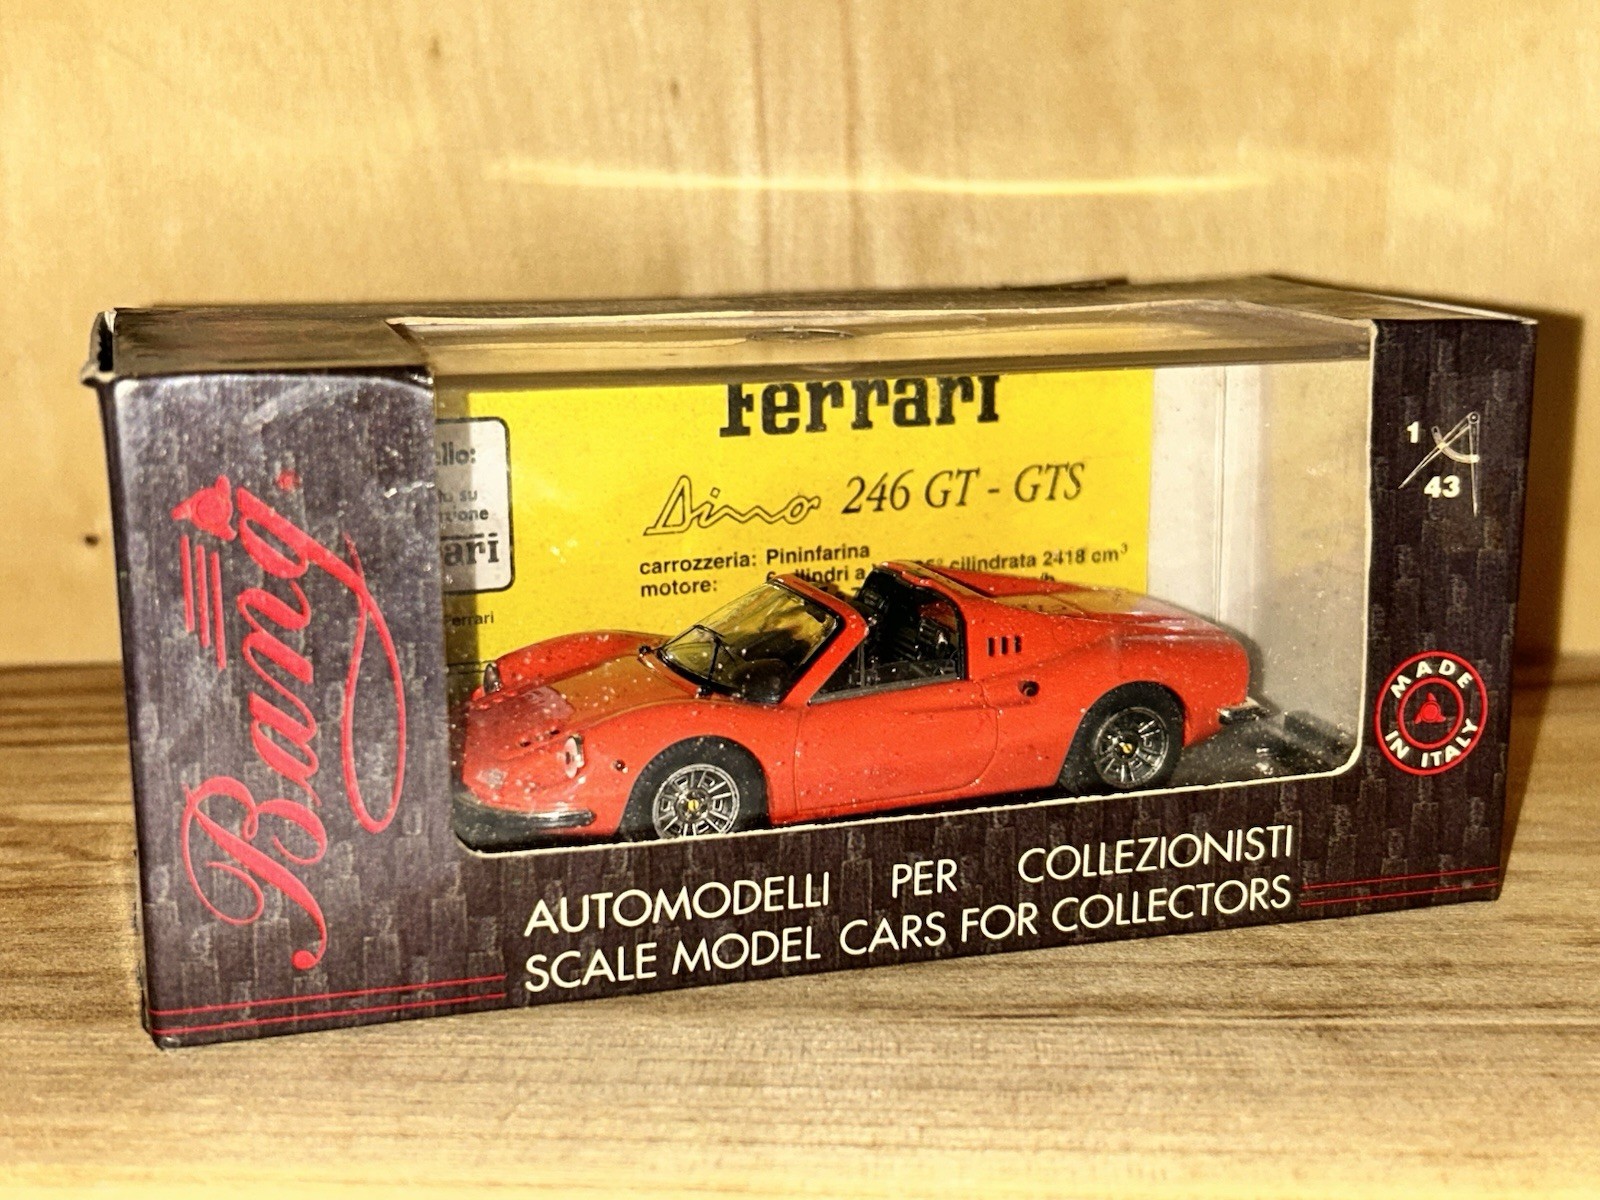 Bang.
Ferrari
Dino 246 GT - GTS
carrozzeria: Pininfarina
motore:
cilindrata 2418 cm³
su
Ferrari
1
43
MADE IN ITALY
AUTOMODELLI PER COLLEZIONISTI
SCALE MODEL CARS FOR COLLECTORS